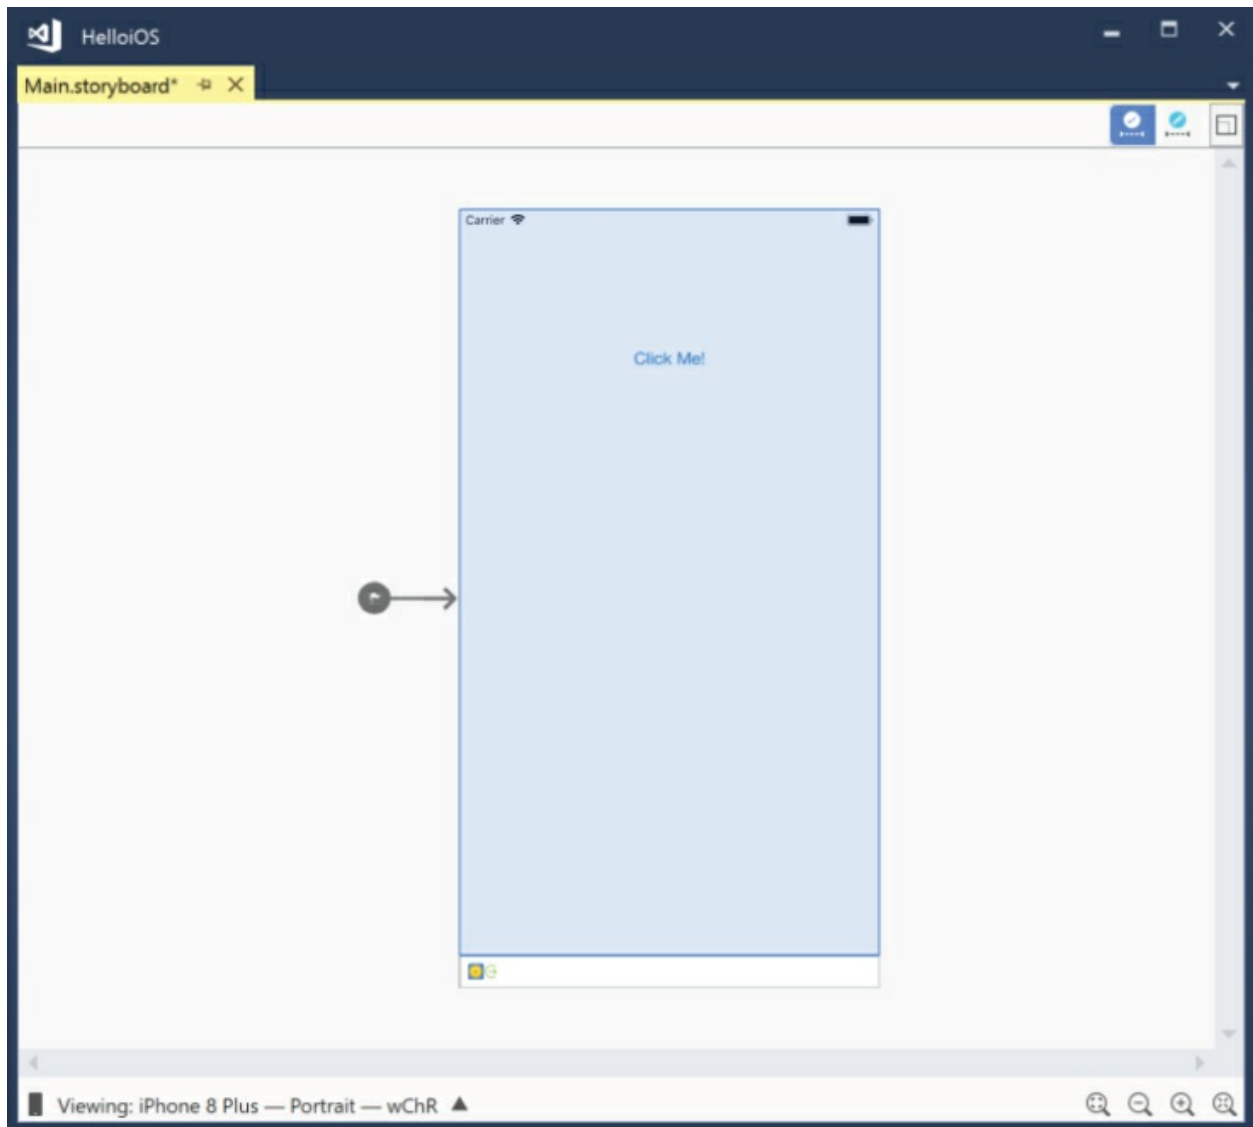 HelloiOS
Main.storyboard*
Carrier
Click Me!
Viewing: iPhone 8 Plus — Portrait — wChR